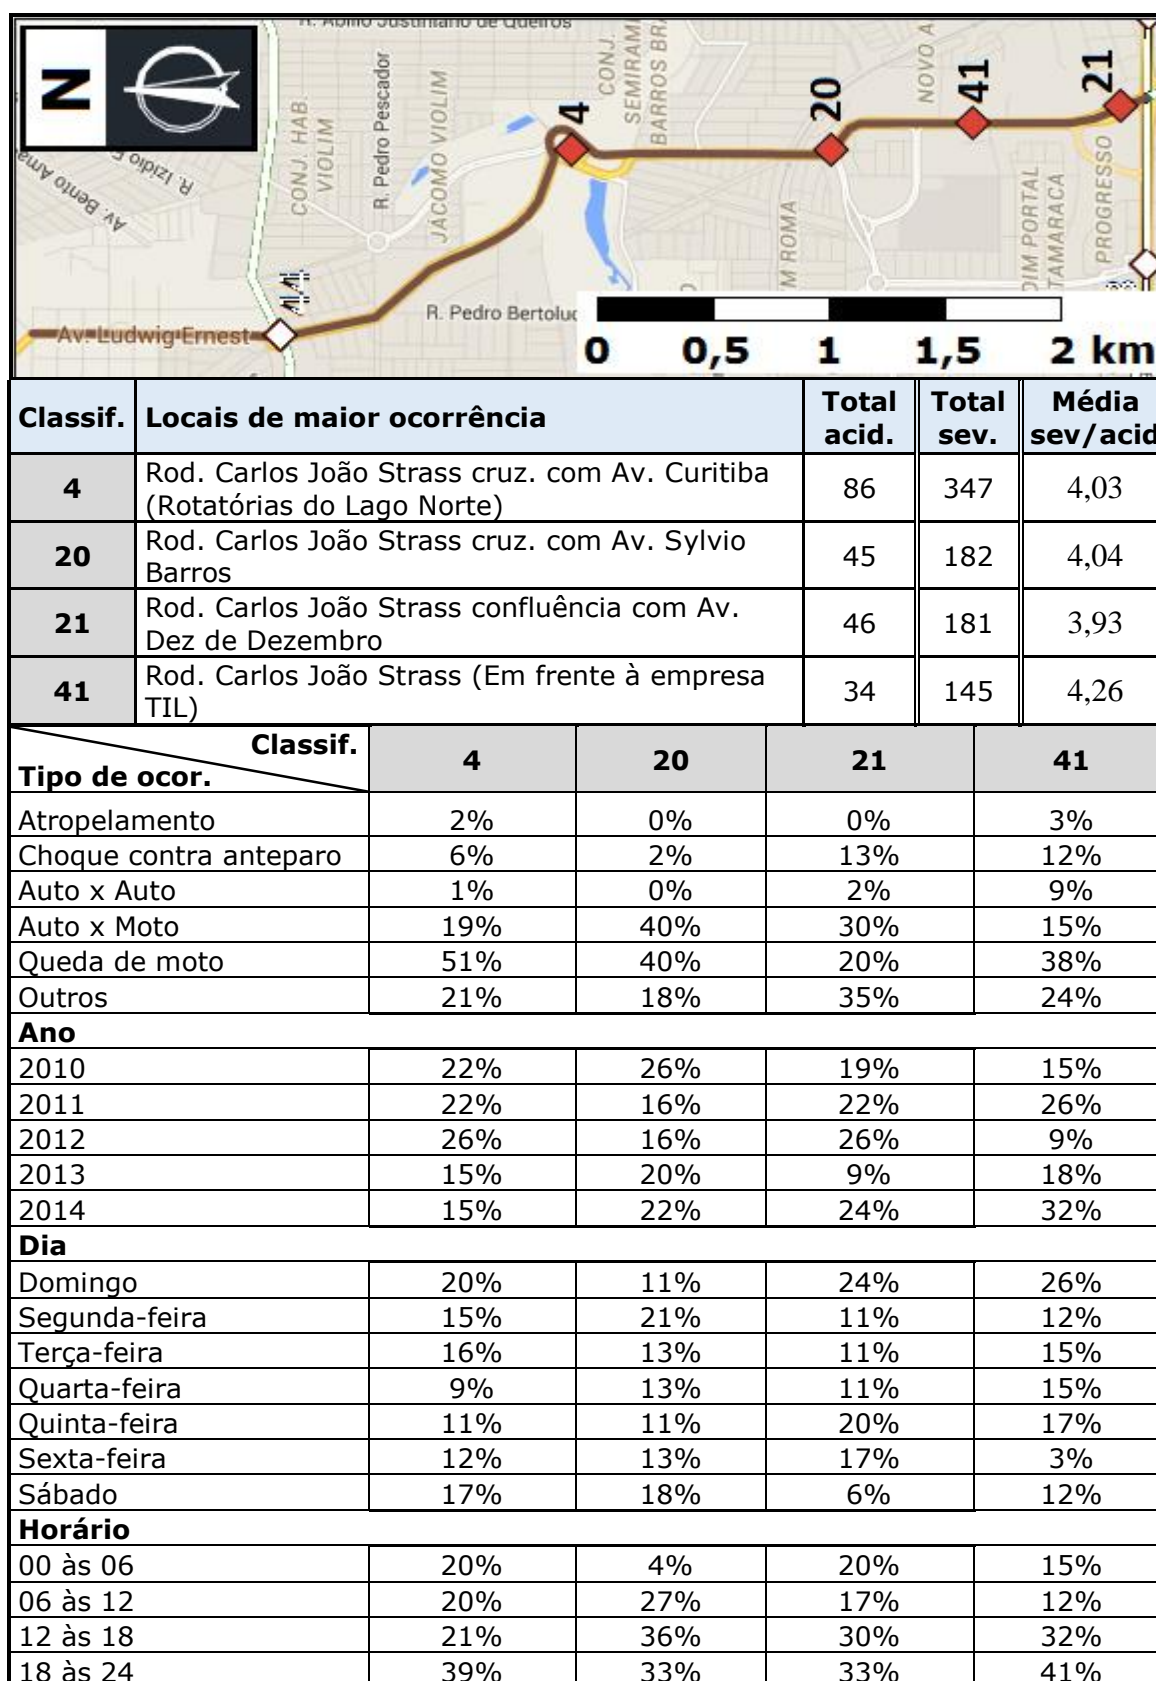 R. Abílio Justiniano de Queiros
N
R. Izidio
Av. Bento Amar
CONJ. HAB.
VIOLIM
R. Pedro Pescador
JACOMO VIOLIM
4
CONJ.
SEMIRAMI
BARROS BR
20
NOVO A
41
21
44
Av. Ludwig Ernest
R. Pedro Bertoluc
M ROMA
DIM PORTAL
TAMARACA
PROGRESSO
0 0,5 1 1,5 2 km
Classif. Locais de maior ocorrência Total acid. Total sev. Média sev/acid
4 Rod. Carlos João Strass cruz. com Av. Curitiba 86 347 4,03
(Rotatórias do Lago Norte)
20 Rod. Carlos João Strass cruz. com Av. Sylvio 45 182 4,04
Barros
21 Rod. Carlos João Strass confluência com Av. 46 181 3,93
Dez de Dezembro
41 Rod. Carlos João Strass (Em frente à empresa 34 145 4,26
TIL)
Classif. 4 20 21 41
Tipo de ocor.
Atropelamento 2% 0% 0% 3%
Choque contra anteparo 6% 2% 13% 12%
Auto x Auto 1% 0% 2% 9%
Auto x Moto 19% 40% 30% 15%
Queda de moto 51% 40% 20% 38%
Outros 21% 18% 35% 24%
Ano
2010 22% 26% 19% 15%
2011 22% 16% 22% 26%
2012 26% 16% 26% 9%
2013 15% 20% 9% 18%
2014 15% 22% 24% 32%
Dia
Domingo 20% 11% 24% 26%
Segunda-feira 15% 21% 11% 12%
Terça-feira 16% 13% 11% 15%
Quarta-feira 9% 13% 11% 15%
Quinta-feira 11% 11% 20% 17%
Sexta-feira 12% 13% 17% 3%
Sábado 17% 18% 6% 12%
Horário
00 às 06 20% 4% 20% 15%
06 às 12 20% 27% 17% 12%
12 às 18 21% 36% 30% 32%
18 às 24 39% 33% 33% 41%